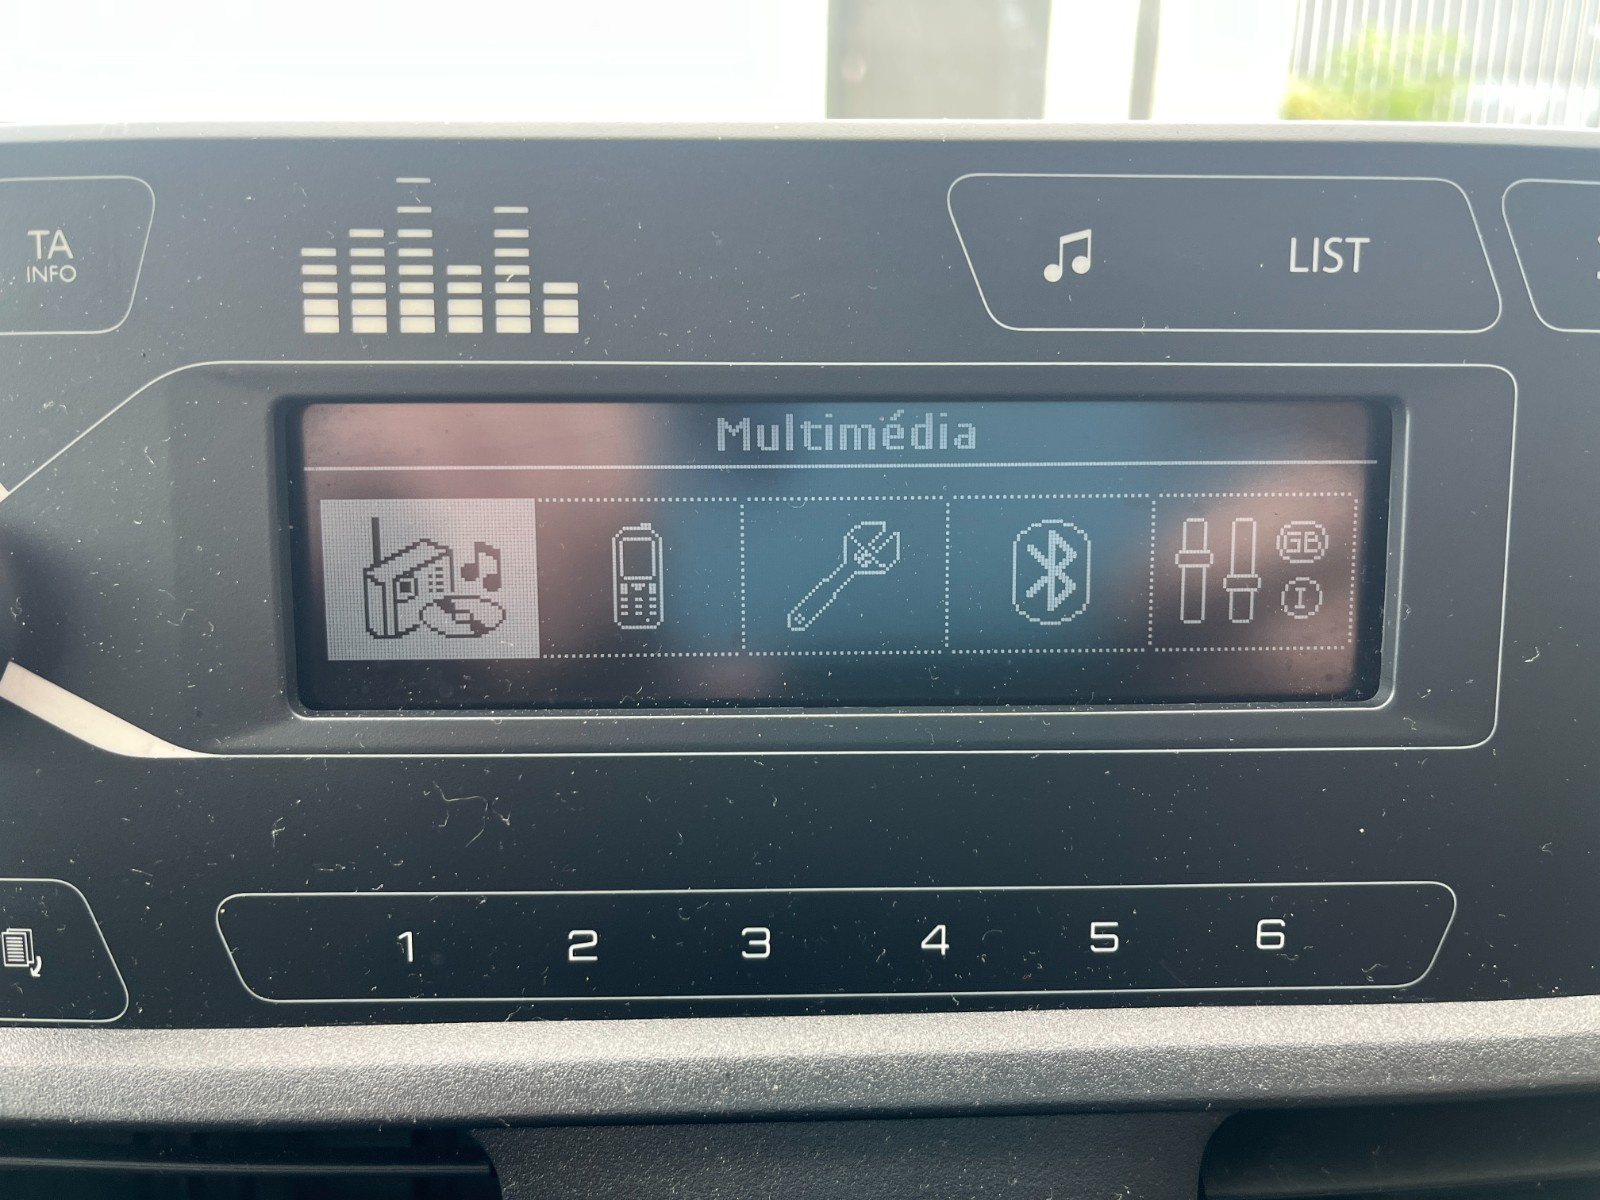 TA
INFO
LIST
Multimédia
GB
I
1 2 3 4 5 6